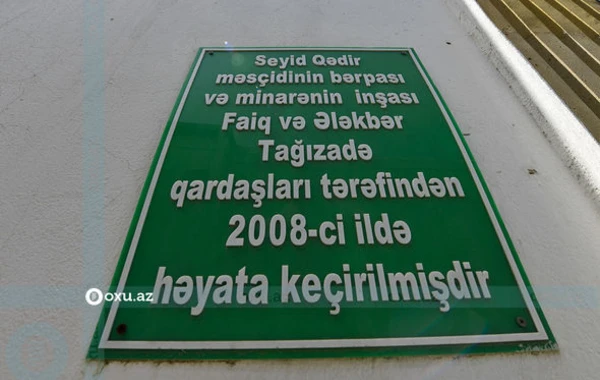 Seyid Qədir
məsçidinin bərpası
və minarənin inşası
Faiq və Ələkbər
Tağızadə
qardaşları tərəfindən
2008-ci ildə
həyata keçirilmişdir
oxu.az